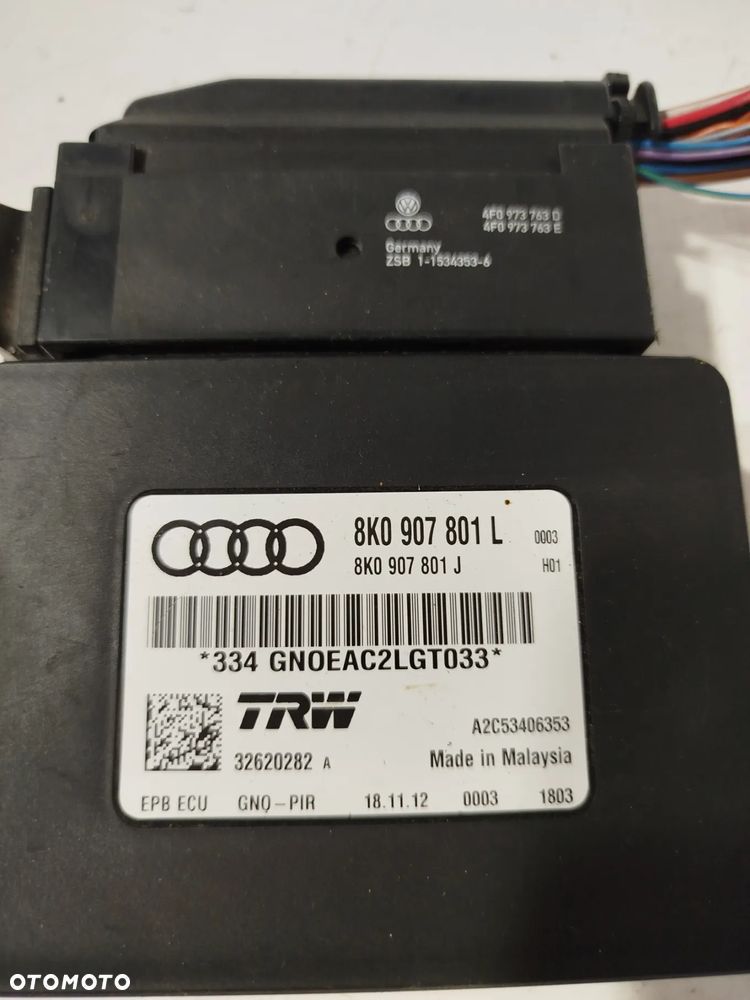 4F0 973 763 D
4F0 973 763 E
Germany
ZSB 1-1534353-6
8K0 907 801 L 0003
8K0 907 801 J H01
*334 GNOEAC2LGT033*
TRW
A2C53406353
32620282 A Made in Malaysia
EPB ECU GNQ-PIR 18.11.12 0003 1803
OTOMOTO